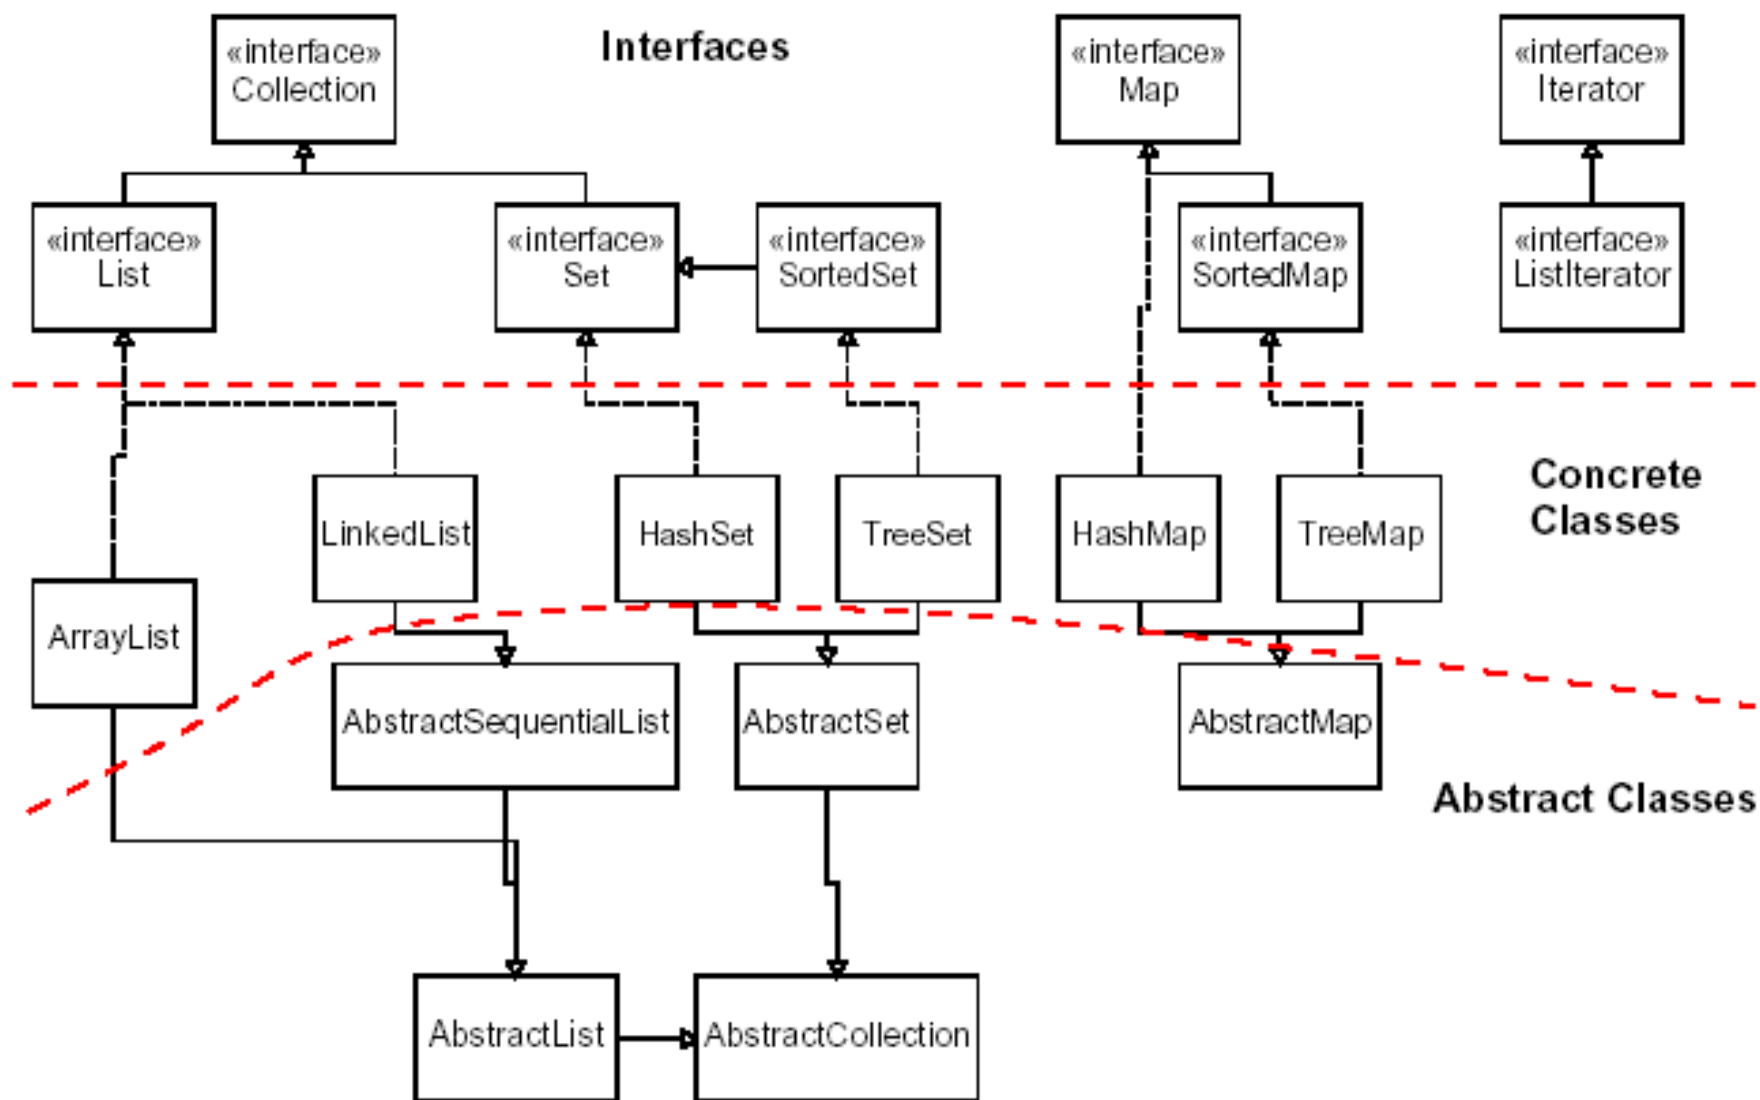 «interface»
Collection
Interfaces
«interface»
Map
«interface»
Iterator
«interface»
List
«interface»
Set
«interface»
SortedSet
«interface»
SortedMap
«interface»
ListIterator
Concrete
Classes
LinkedList
HashSet
TreeSet
HashMap
TreeMap
ArrayList
AbstractSequentialList
AbstractSet
AbstractMap
Abstract Classes
AbstractList
AbstractCollection